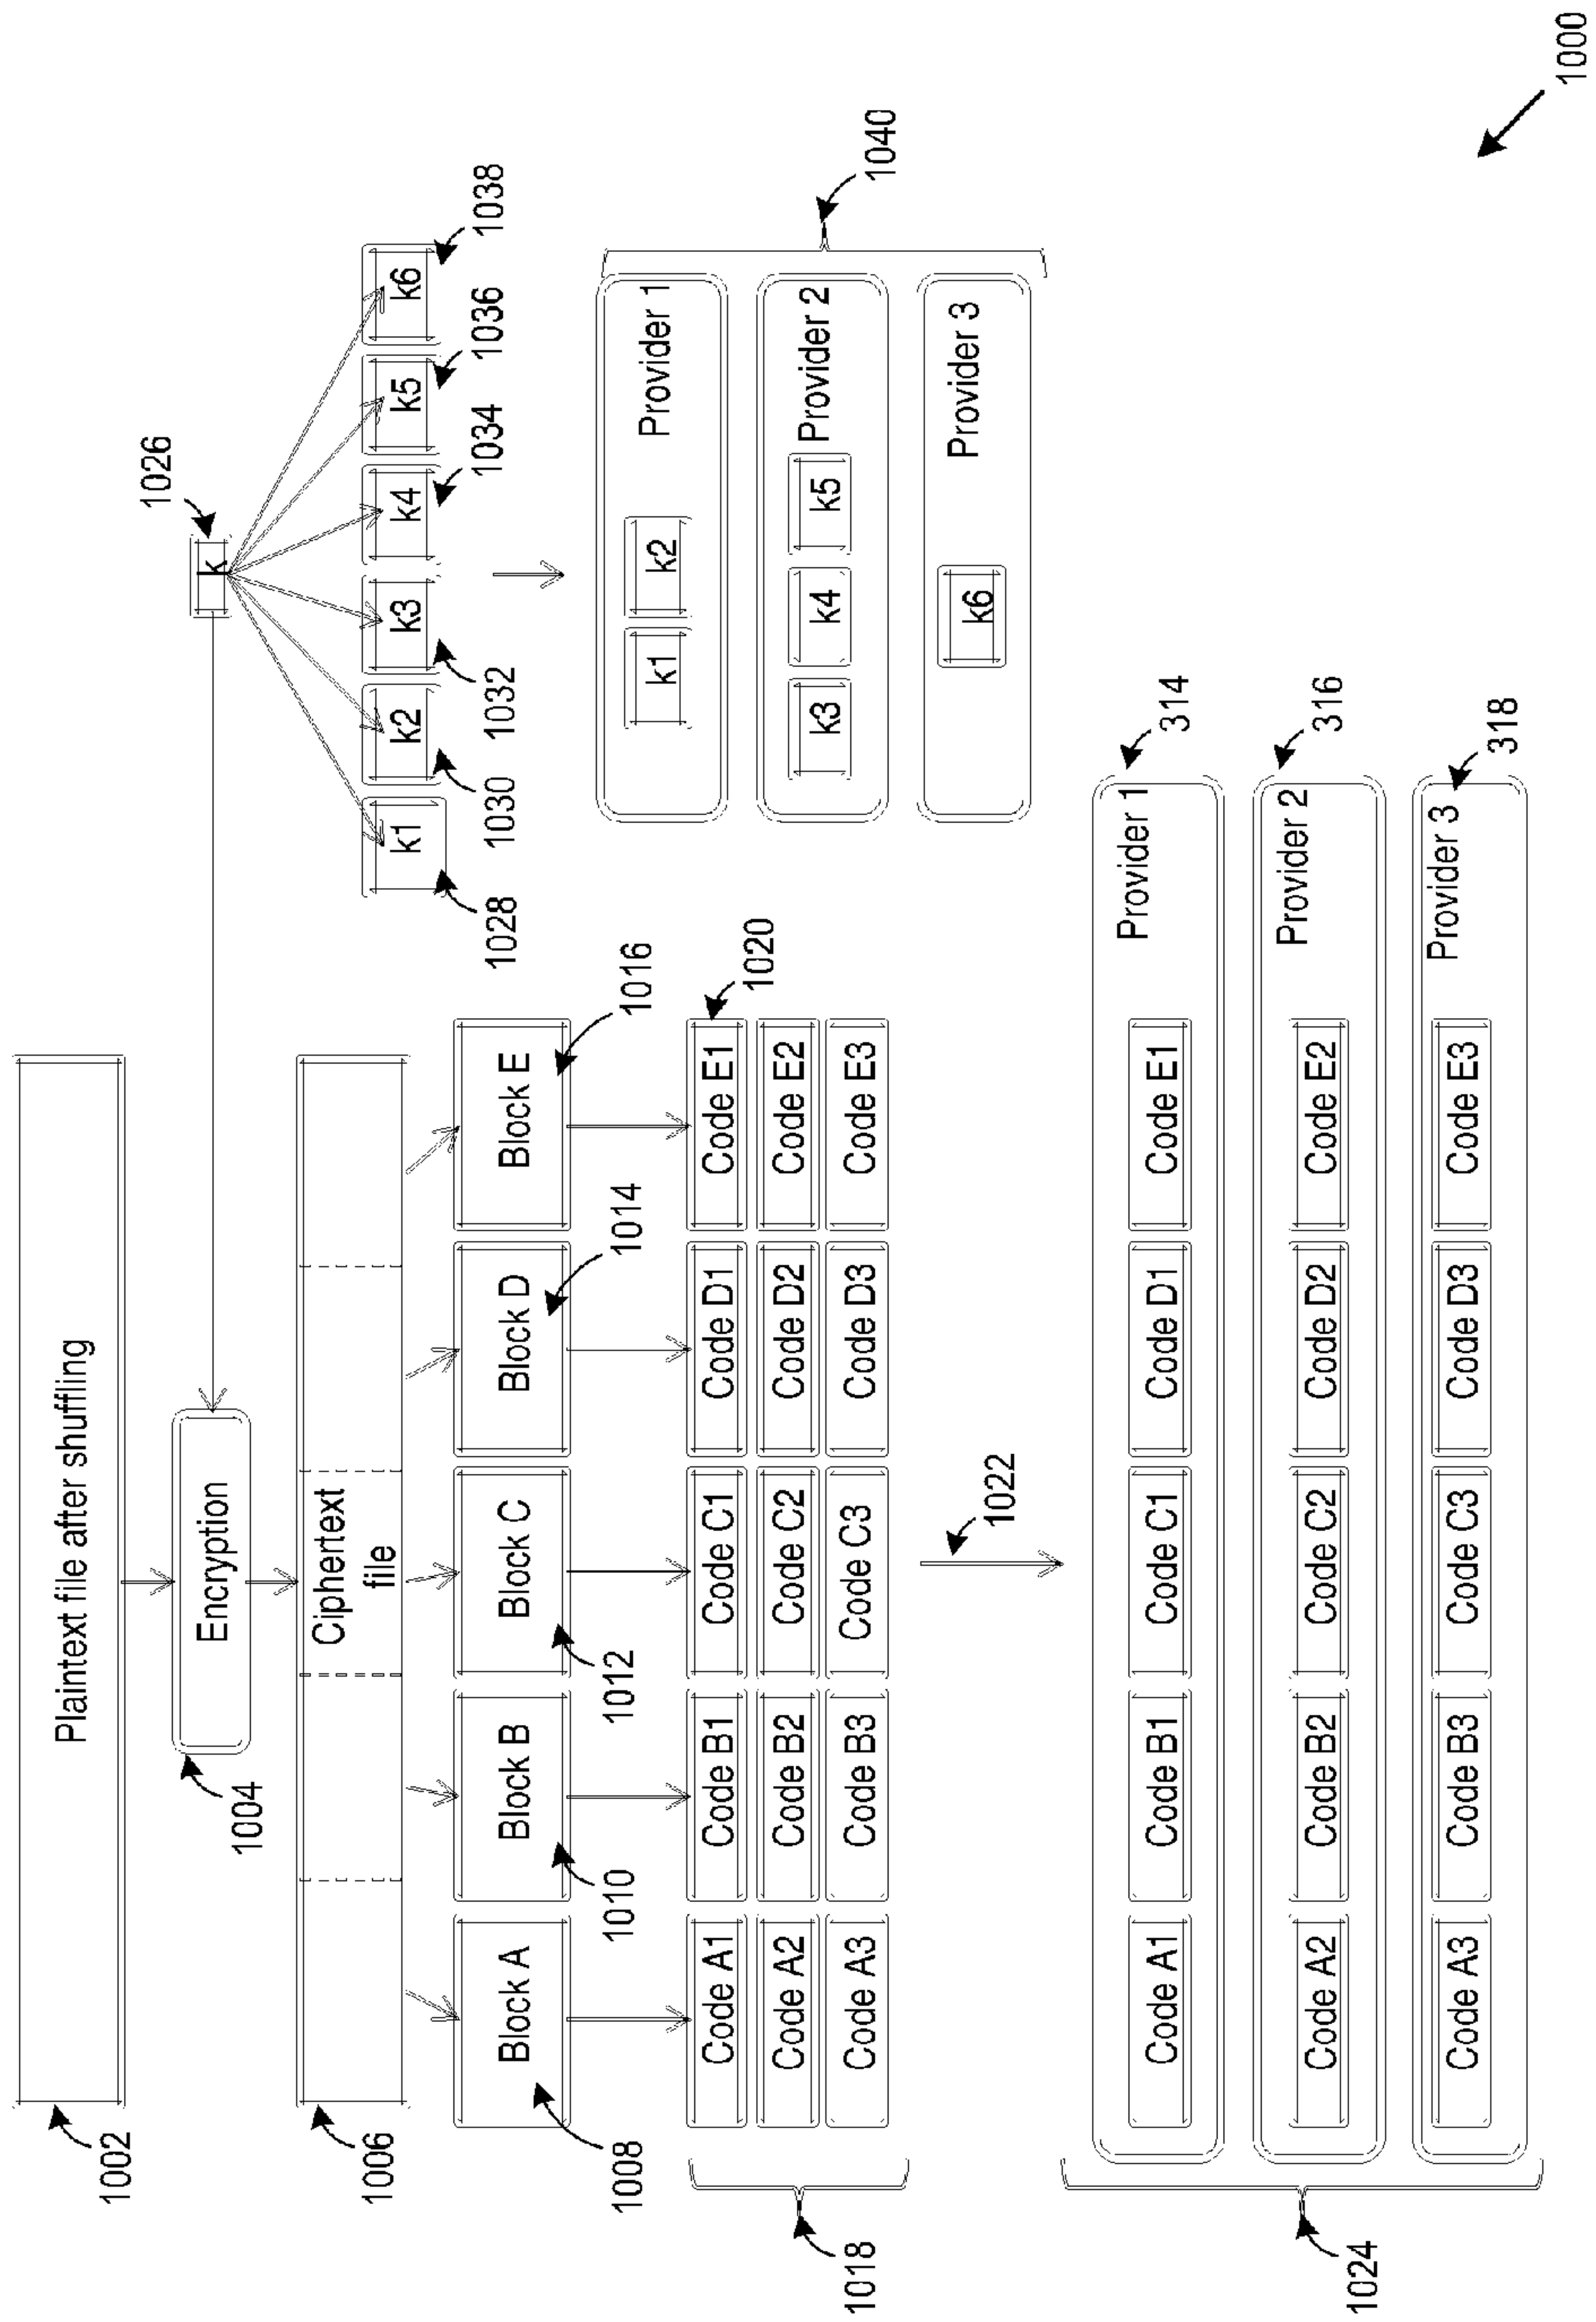 Plaintext file after shuffling
1002
k
1026
Encryption
1004
Ciphertext
file
1006
k1
k2
k3
k4
k5
k6
1028
1030
1032
1034
1036
1038
Block A
Block B
Block C
Block D
Block E
1008
1010
1012
1014
1016
Code A1
Code B1
Code C1
Code D1
Code E1
1020
Code A2
Code B2
Code C2
Code D2
Code E2
Code A3
Code B3
Code C3
Code D3
Code E3
1018
1022
k1
k2
Provider 1
k3
k4
k5
Provider 2
k6
Provider 3
1040
Code A1
Code B1
Code C1
Code D1
Code E1
Provider 1
314
Code A2
Code B2
Code C2
Code D2
Code E2
Provider 2
316
Code A3
Code B3
Code C3
Code D3
Code E3
Provider 3
318
1024
1000